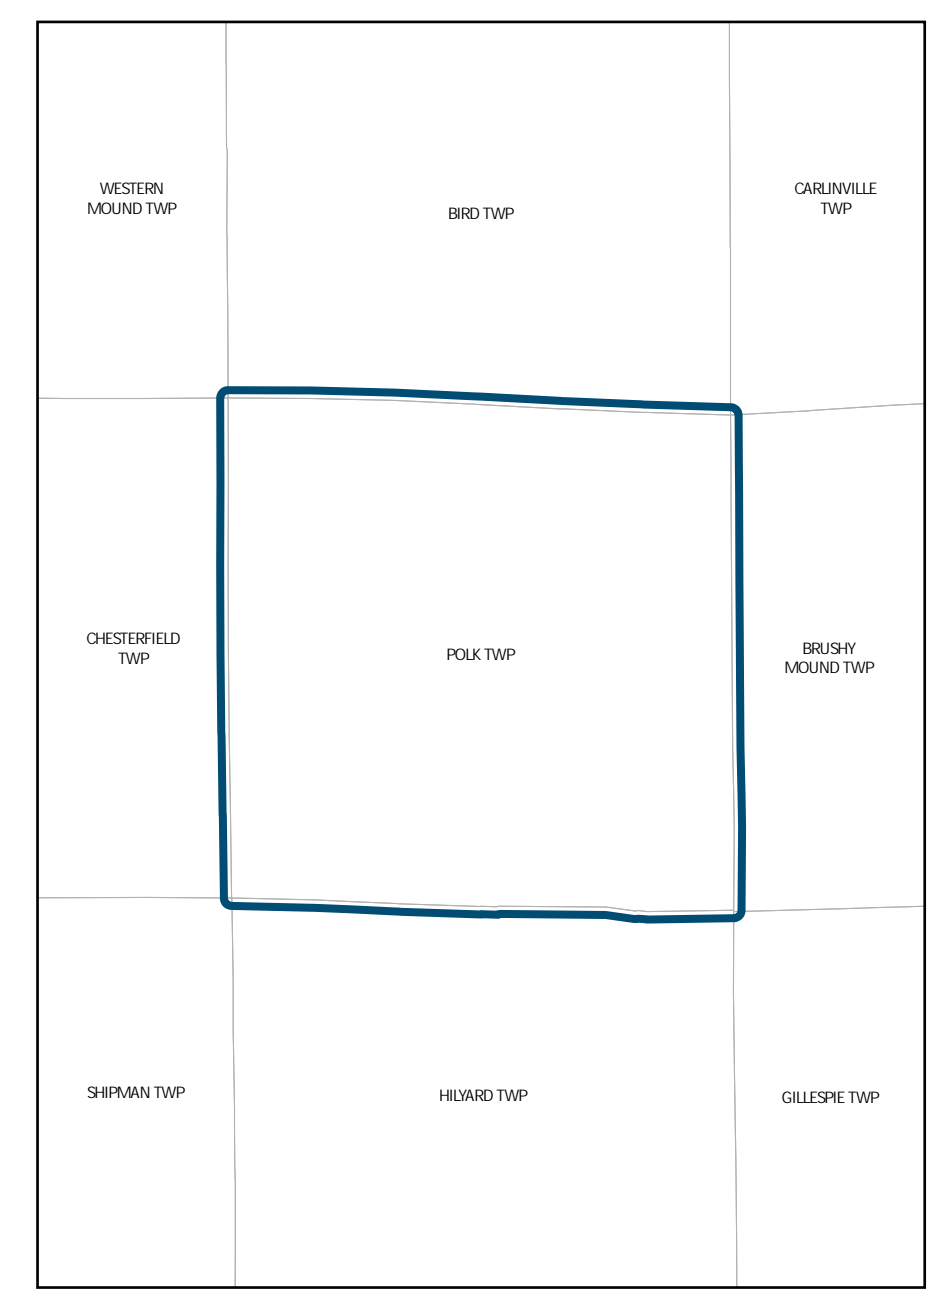 WESTERN
MOUND TWP
BIRD TWP
CARLINVILLE
TWP
CHESTERFIELD
TWP
POLK TWP
BRUSHY
MOUND TWP
SHIPMAN TWP
HILYARD TWP
GILLESPIE TWP